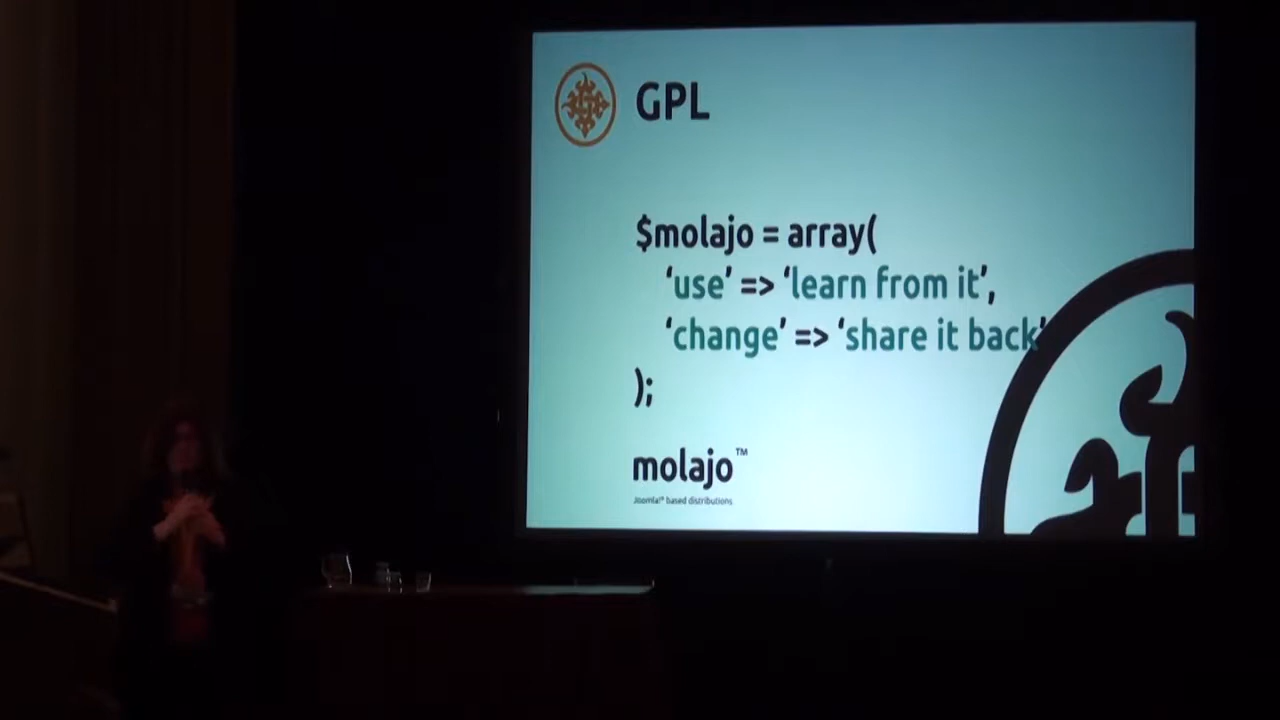 GPL
$molajo = array(
‘use’ => ‘learn from it’,
‘change’ => ‘share it back’
);
molajo™
Joomla!® based distributions